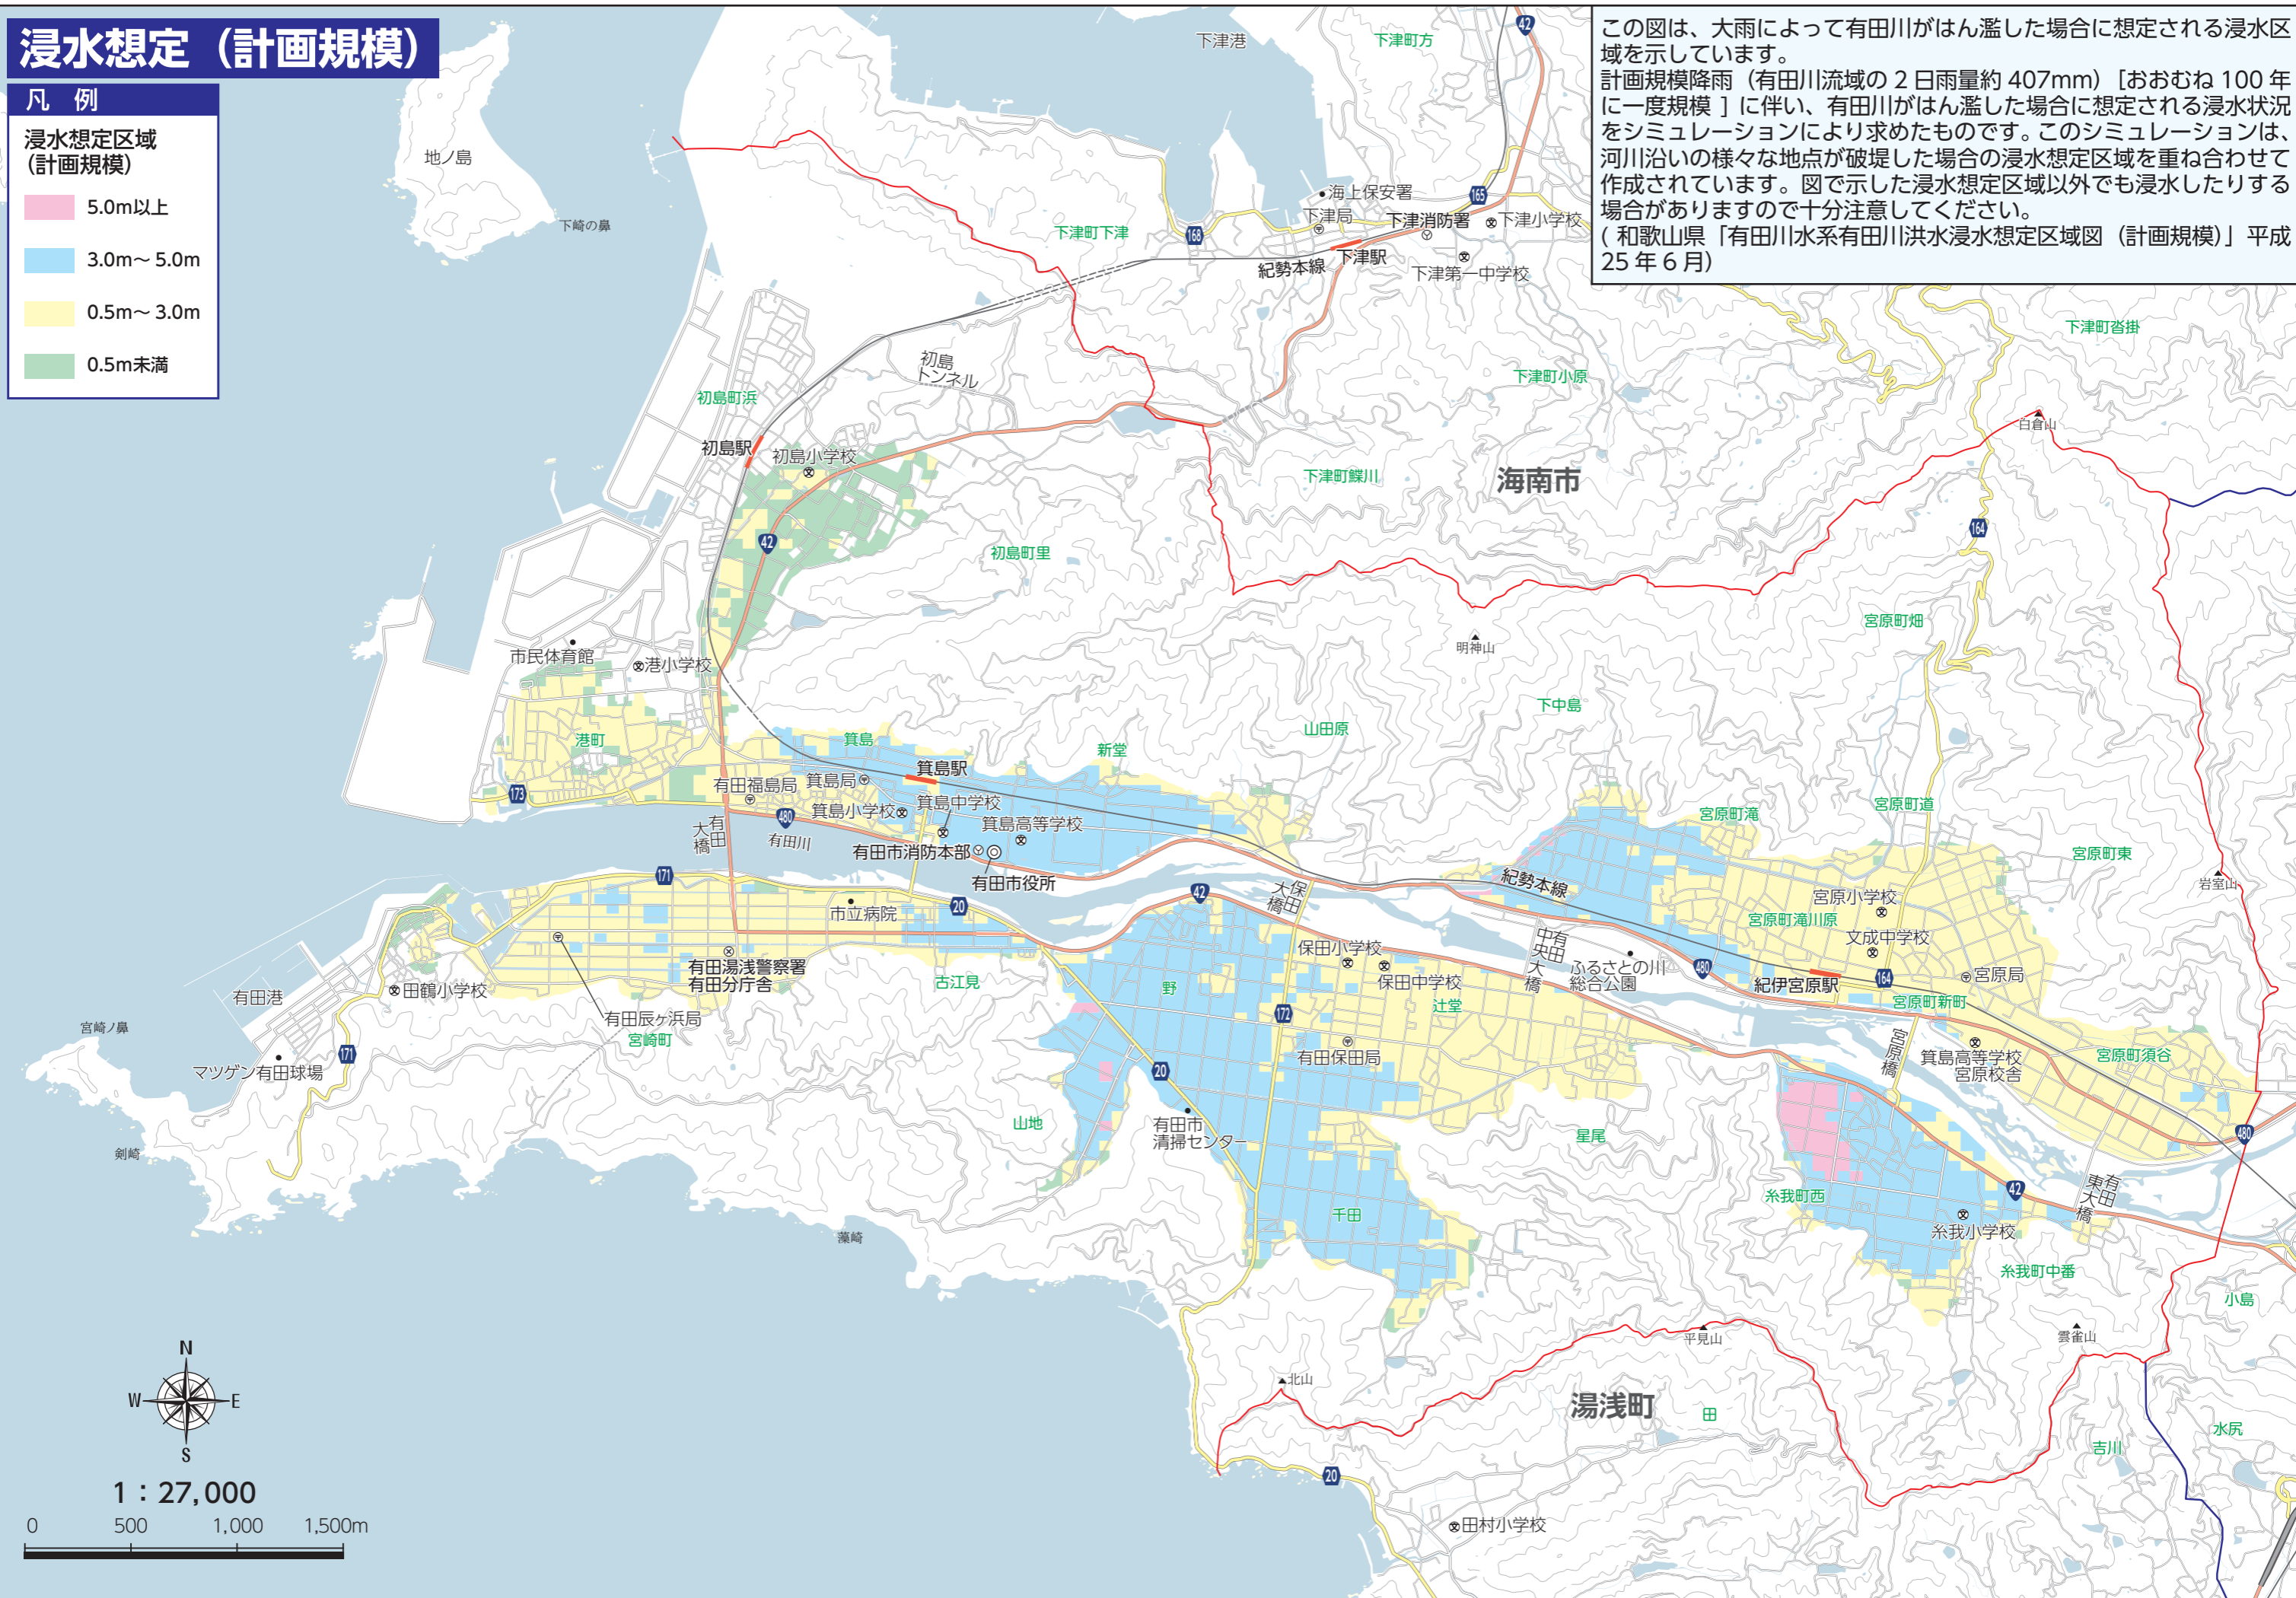 浸水想定（計画規模）
凡 例
浸水想定区域
（計画規模）
5.0m以上
3.0m～5.0m
0.5m～3.0m
0.5m未満
この図は、大雨によって有田川がはん濫した場合に想定される浸水区
域を示しています。
計画規模降雨（有田川流域の 2 日雨量約 407mm）［おおむね 100 年
に一度規模 ］に伴い、有田川がはん濫した場合に想定される浸水状況
をシミュレーションにより求めたものです。このシミュレーションは、
河川沿いの様々な地点が破堤した場合の浸水想定区域を重ね合わせて
作成されています。図で示した浸水想定区域以外でも浸水したりする
場合がありますので十分注意してください。
( 和歌山県「有田川水系有田川洪水浸水想定区域図（計画規模）」平成
25 年 6 月）
下津港
下津町方
42
地ノ島
下崎の鼻
海上保安署
165
下津局
下津消防署
下津小学校
下津町下津
168
紀勢本線
下津駅
下津第一中学校
下津町沓掛
初島
トンネル
下津町小原
初島町浜
白倉山
初島駅
初島小学校
下津町鰈川
海南市
164
42
初島町里
宮原町畑
市民体育館
港小学校
明神山
下中島
山田原
港町
箕島
新堂
箕島駅
173
有田福島局
箕島局
箕島小学校
箕島中学校
宮原町滝
宮原町道
480
箕島高等学校
有田
大橋
有田川
有田市消防本部
宮原町東
171
有田市役所
紀勢本線
岩室山
42
保田
大橋
宮原小学校
市立病院
20
宮原町滝川原
文成中学校
保田小学校
有田
中央大橋
ふるさとの川
総合公園
有田湯浅警察署
有田分庁舎
保田中学校
480
宮原局
古江見
紀伊宮原駅
164
田鶴小学校
有田港
野
辻堂
宮原町新町
有田辰ヶ浜局
172
宮崎ノ鼻
宮崎町
宮原橋
171
有田保田局
箕島高等学校
宮原校舎
宮原町須谷
マツゲン有田球場
20
山地
有田市
清掃センター
星尾
480
剣崎
糸我町西
42
有田
東大橋
千田
糸我小学校
藻崎
糸我町中番
小島
平見山
雲雀山
N
W
E
S
北山
湯浅町
田
水尻
吉川
20
1：27,000
0 500 1,000 1,500m
田村小学校